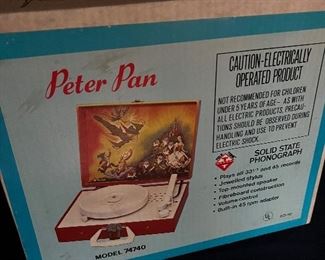 Peter Pan
CAUTION-ELECTRICALLY
OPERATED PRODUCT
NOT RECOMMENDED FOR CHILDREN
UNDER 5 YEARS OF AGE- AS WITH
ALL ELECTRIC PRODUCTS, PRECAU-
TIONS SHOULD BE OBSERVED DURING
HANDLING AND USE TO PREVENT
ELECTRIC SHOCK.
SOLID STATE
PHONOGRAPH
• Plays all 33⅓ and 45 records
• Jewelled stylus
• Top-mounted speaker
• Fibreboard construction
• Volume control
• Built-in 45 rpm adapter
MODEL 74740
UL